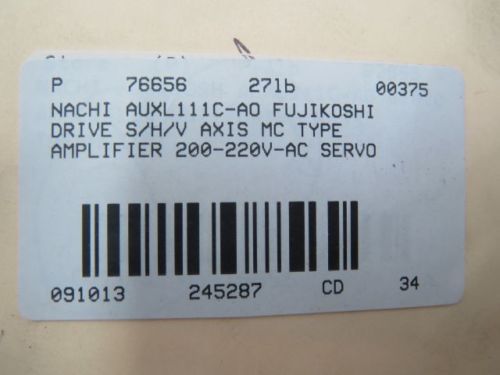 P 76656 27lb 00375
NACHI AUXL111C-AO FUJIKOSHI
DRIVE S/H/V AXIS MC TYPE
AMPLIFIER 200-220V-AC SERVO
091013 245287 CD 34